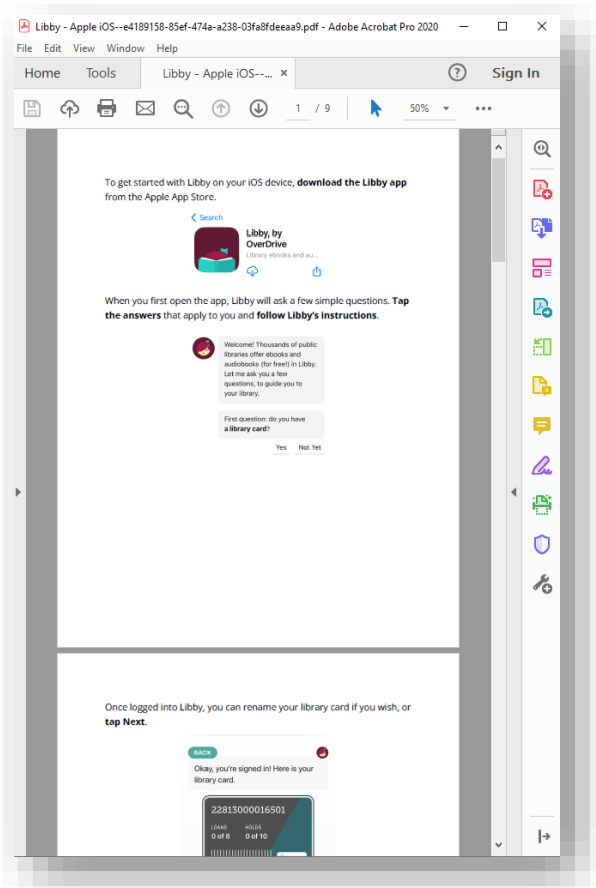 Libby - Apple iOS--e4189158-85ef-474a-a238-03fa8fdeeaa9.pdf - Adobe Acrobat Pro 2020
File Edit View Window Help
Home Tools Libby - Apple iOS--... × ? Sign In
1 / 9 50%
To get started with Libby on your iOS device, download the Libby app
from the Apple App Store.
Search
Libby, by
OverDrive
Library ebooks and au...
When you first open the app, Libby will ask a few simple questions. Tap
the answers that apply to you and follow Libby's instructions.
Welcome! Thousands of public
libraries offer ebooks and
audiobooks (for free!) in Libby.
Let me ask you a few
questions, to guide you to
your library.
First question: do you have
a library card?
Yes Not Yet
Once logged into Libby, you can rename your library card if you wish, or
tap Next.
BACK
Okay, you're signed in! Here is your
library card.
22813000016501
LOANS HOLDS
0 of 8 0 of 10